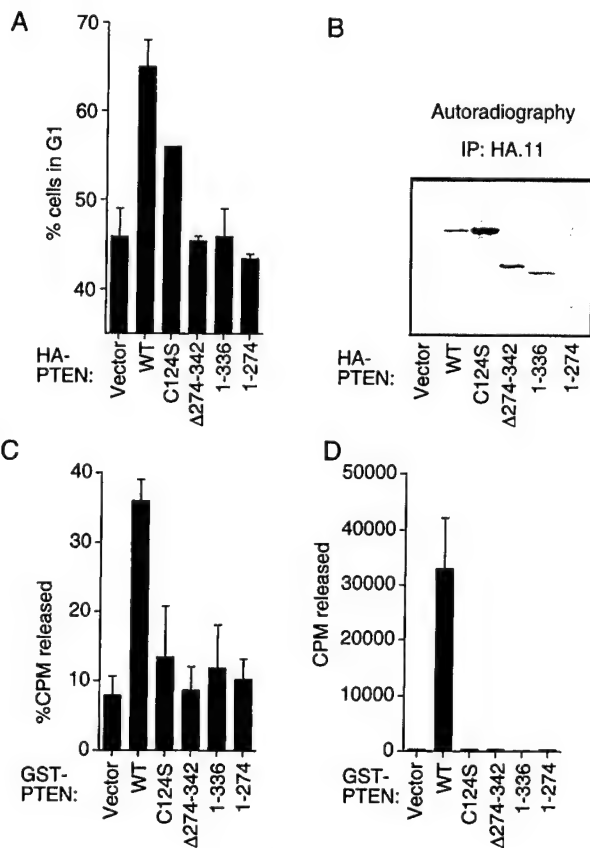 A
% cells in G1
70
60
50
40
HA-
PTEN:
Vector
WT
C124S
Δ274-342
1-336
1-274
B
Autoradiography
IP: HA.11
HA-
PTEN:
Vector
WT
C124S
Δ274-342
1-336
1-274
C
%CPM released
40
30
20
10
0
GST-
PTEN:
Vector
WT
C124S
Δ274-342
1-336
1-274
D
CPM released
50000
40000
30000
20000
10000
0
GST-
PTEN:
Vector
WT
C124S
Δ274-342
1-336
1-274